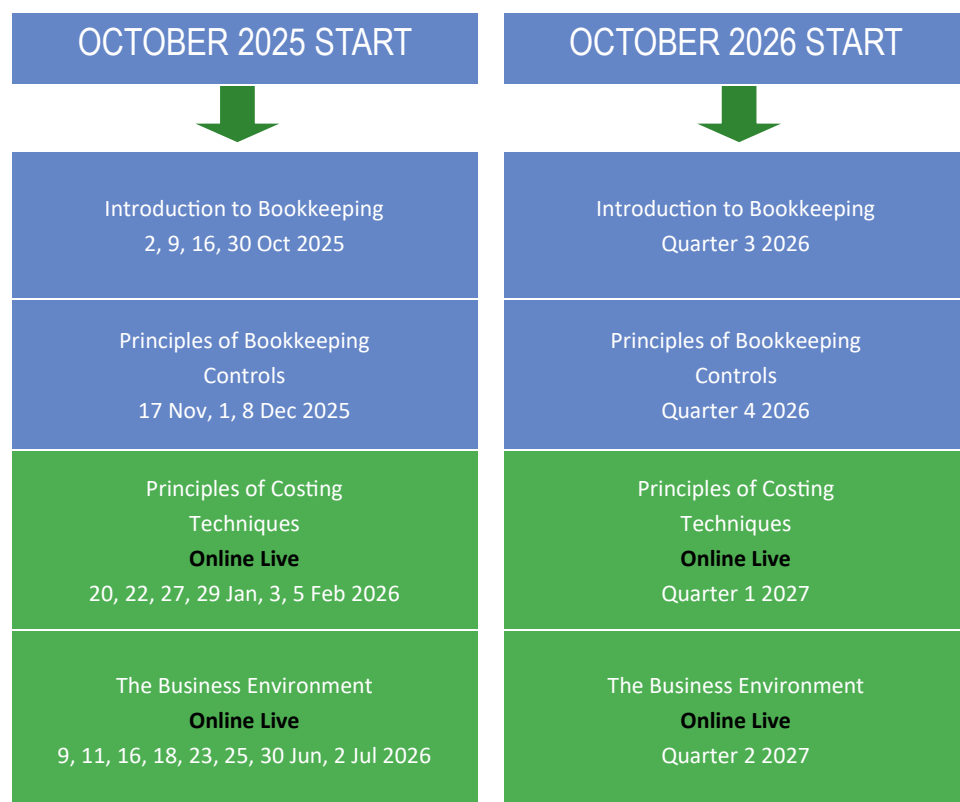 OCTOBER 2025 START
Introduction to Bookkeeping
2, 9, 16, 30 Oct 2025
Principles of Bookkeeping
Controls
17 Nov, 1, 8 Dec 2025
Principles of Costing
Techniques
Online Live
20, 22, 27, 29 Jan, 3, 5 Feb 2026
The Business Environment
Online Live
9, 11, 16, 18, 23, 25, 30 Jun, 2 Jul 2026
OCTOBER 2026 START
Introduction to Bookkeeping
Quarter 3 2026
Principles of Bookkeeping
Controls
Quarter 4 2026
Principles of Costing
Techniques
Online Live
Quarter 1 2027
The Business Environment
Online Live
Quarter 2 2027